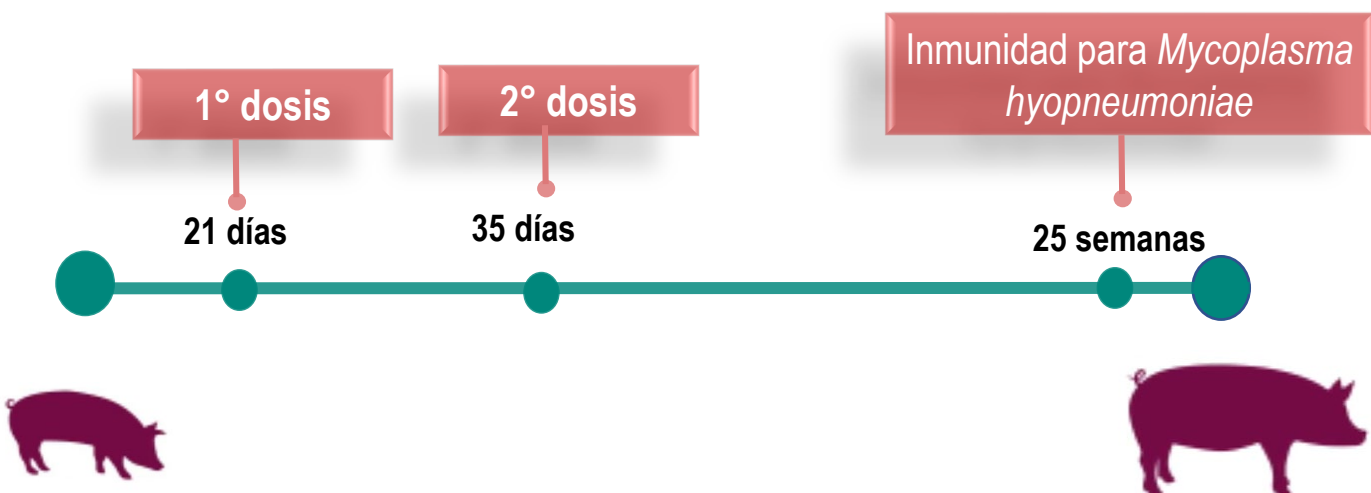 1° dosis
2° dosis
Inmunidad para Mycoplasma
hyopneumoniae
21 días
35 días
25 semanas